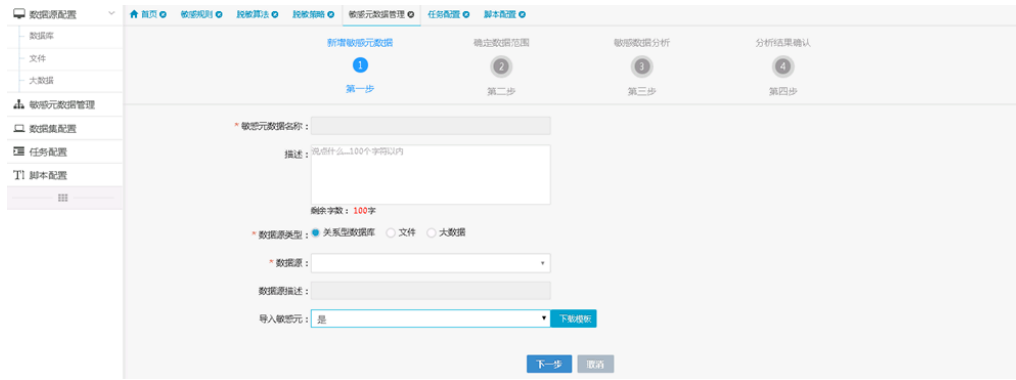 数据源配置
数据库
文件
大数据
敏感元数据管理
数据集配置
任务配置
脚本配置
首页 敏感规则 脱敏算法 脱敏策略 敏感元数据管理 任务配置 脚本配置
新增敏感元数据 确定数据范围 敏感数据分析 分析结果确认
1 2 3 4
第一步 第二步 第三步 第四步
* 敏感元数据名称：
描述： 说点什么...100个字符以内
剩余字数：100字
* 数据源类型： 关系型数据库 文件 大数据
* 数据源：
数据源描述：
导入敏感元： 是 下载模板
下一步 取消